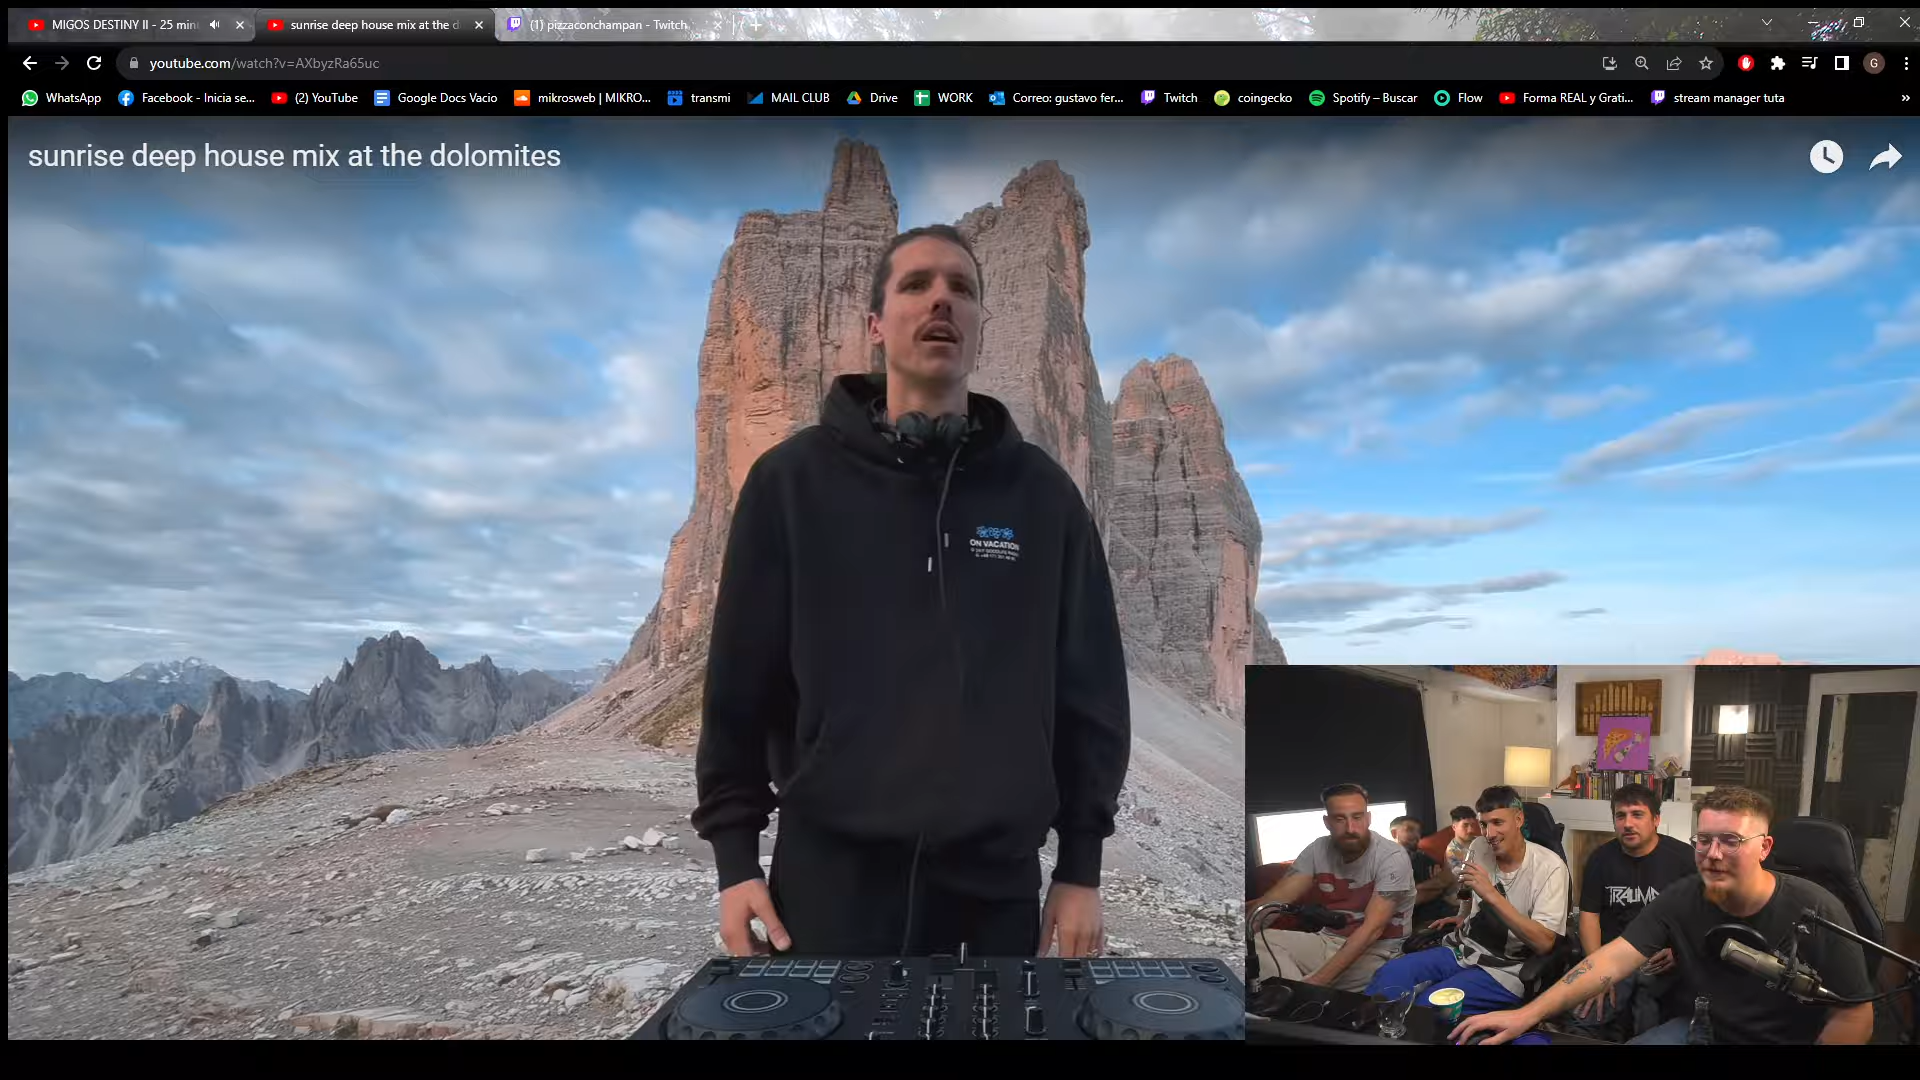 MIGOS DESTINY II - 25 min
sunrise deep house mix at the d
(1) pizzaconchampan - Twitch
youtube.com/watch?v=AXbyzRa65uc
G
WhatsApp
Facebook - Inicia se...
(2) YouTube
Google Docs Vacio
mikrosweb | MIKRO...
transmi
MAIL CLUB
Drive
WORK
Correo: gustavo fer...
Twitch
coingecko
Spotify – Buscar
Flow
Forma REAL y Grati...
stream manager tuta
»
sunrise deep house mix at the dolomites
ON VACATION
TRAUMA